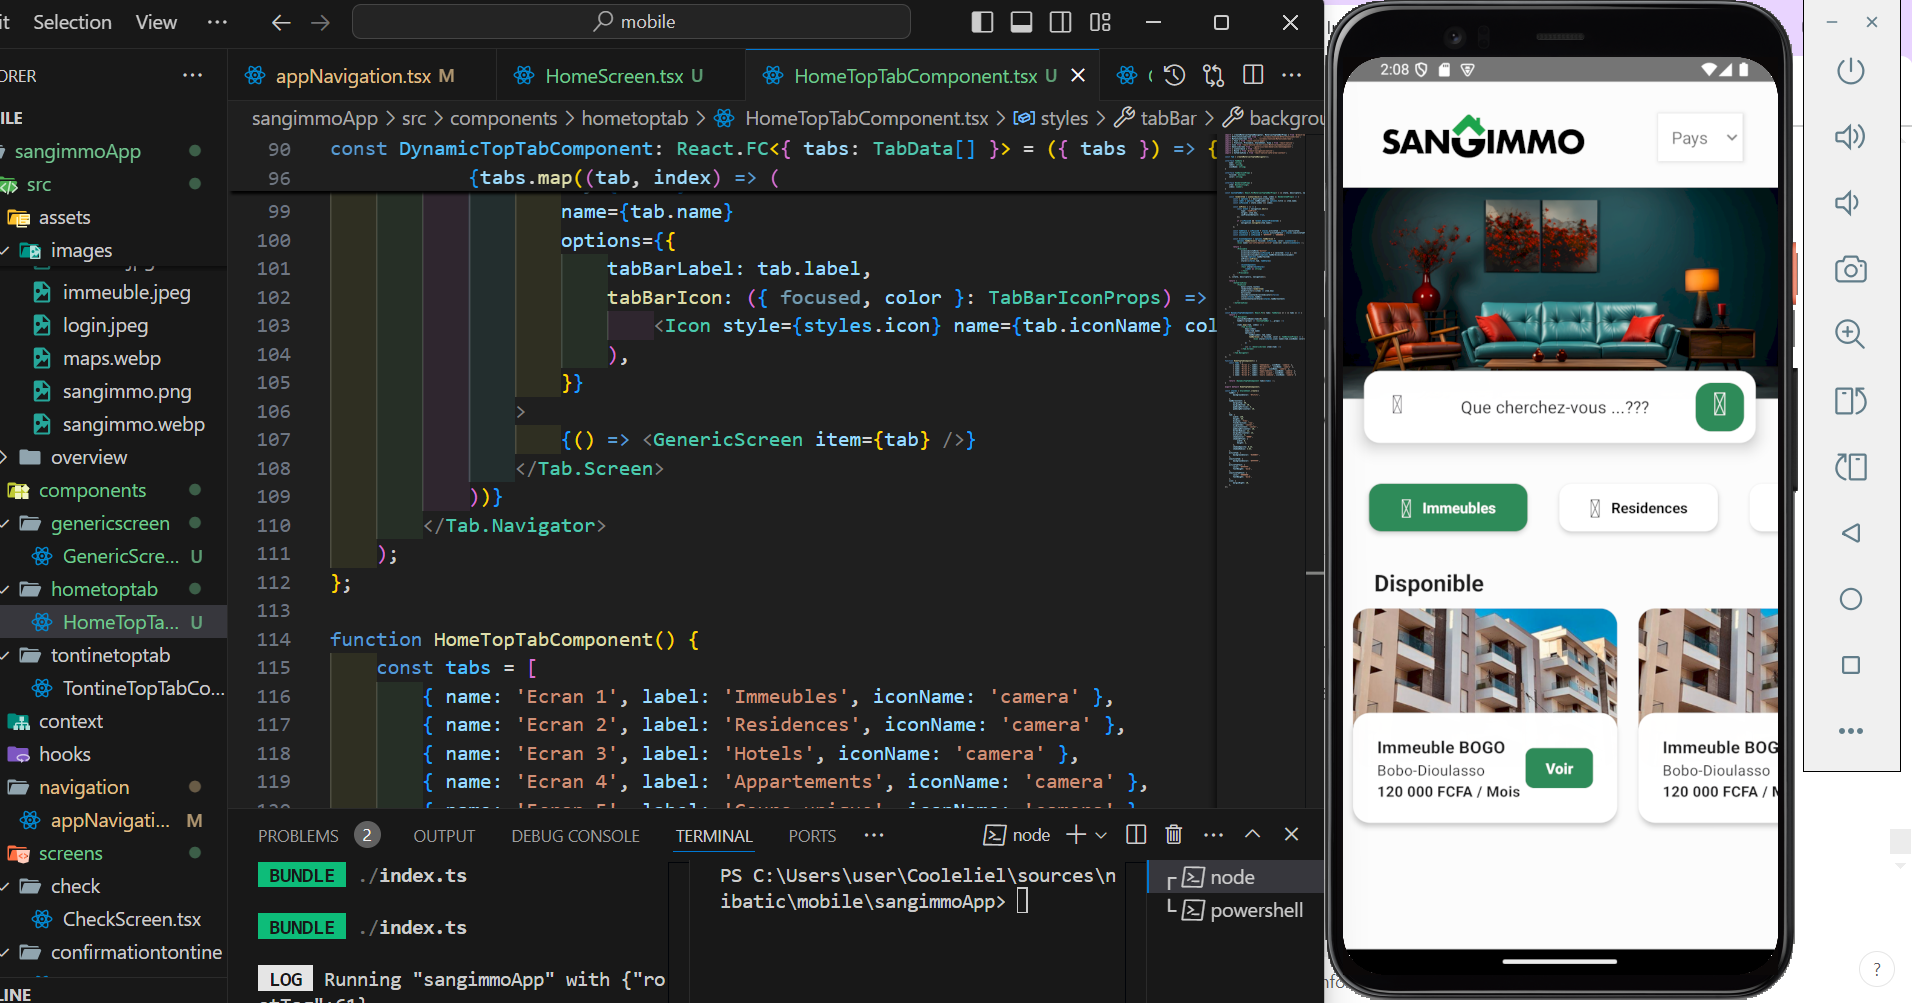 Selection View ···
mobile
ORER ···
appNavigation.tsx M
HomeScreen.tsx U
HomeTopTabComponent.tsx U
sangimmoApp > src > components > hometoptab > HomeTopTabComponent.tsx > styles > tabBar > backgrou
sangimmoApp
src
assets
images
immeuble.jpeg
login.jpeg
maps.webp
sangimmo.png
sangimmo.webp
overview
components
genericscreen
GenericScre... U
hometoptab
HomeTopTa... U
tontinetoptab
TontineTopTabCo...
context
hooks
navigation
appNavigati... M
screens
check
CheckScreen.tsx
confirmationtontine
90 const DynamicTopTabComponent: React.FC<{ tabs: TabData[] }> = ({ tabs }) => {
96 {tabs.map((tab, index) => (
99 name={tab.name}
100 options={{
101 tabBarLabel: tab.label,
102 tabBarIcon: ({ focused, color }: TabBarIconProps) =>
103 <Icon style={styles.icon} name={tab.iconName} col
104 ),
105 }}
106 >
107 {() => <GenericScreen item={tab} />}
108 </Tab.Screen>
109 ))}
110 </Tab.Navigator>
111 );
112 };
113
114 function HomeTopTabComponent() {
115 const tabs = [
116 { name: 'Ecran 1', label: 'Immeubles', iconName: 'camera' },
117 { name: 'Ecran 2', label: 'Residences', iconName: 'camera' },
118 { name: 'Ecran 3', label: 'Hotels', iconName: 'camera' },
119 { name: 'Ecran 4', label: 'Appartements', iconName: 'camera' },
PROBLEMS 2 OUTPUT DEBUG CONSOLE TERMINAL PORTS ···
node
BUNDLE ./index.ts
BUNDLE ./index.ts
LOG Running "sangimmoApp" with {"ro
PS C:\Users\user\Cooleliel\sources\n
ibatic\mobile\sangimmoApp>
node
powershell
2:08
SANGIMMO
Pays
Que cherchez-vous ...???
Immeubles
Residences
Disponible
Immeuble BOGO
Bobo-Dioulasso
120 000 FCFA / Mois
Voir
Immeuble BOG
Bobo-Dioulasso
120 000 FCFA / M
?